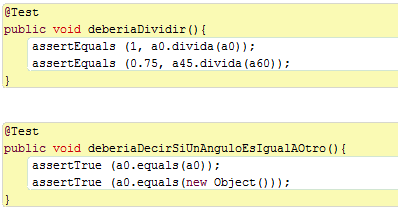 @Test
public void deberiaDividir(){
assertEquals (1, a0.divida(a0));
assertEquals (0.75, a45.divida(a60));
}
@Test
public void deberiaDecirSiUnAnguloEsIgualAOtro(){
assertTrue (a0.equals(a0));
assertTrue (a0.equals(new Object()));
}